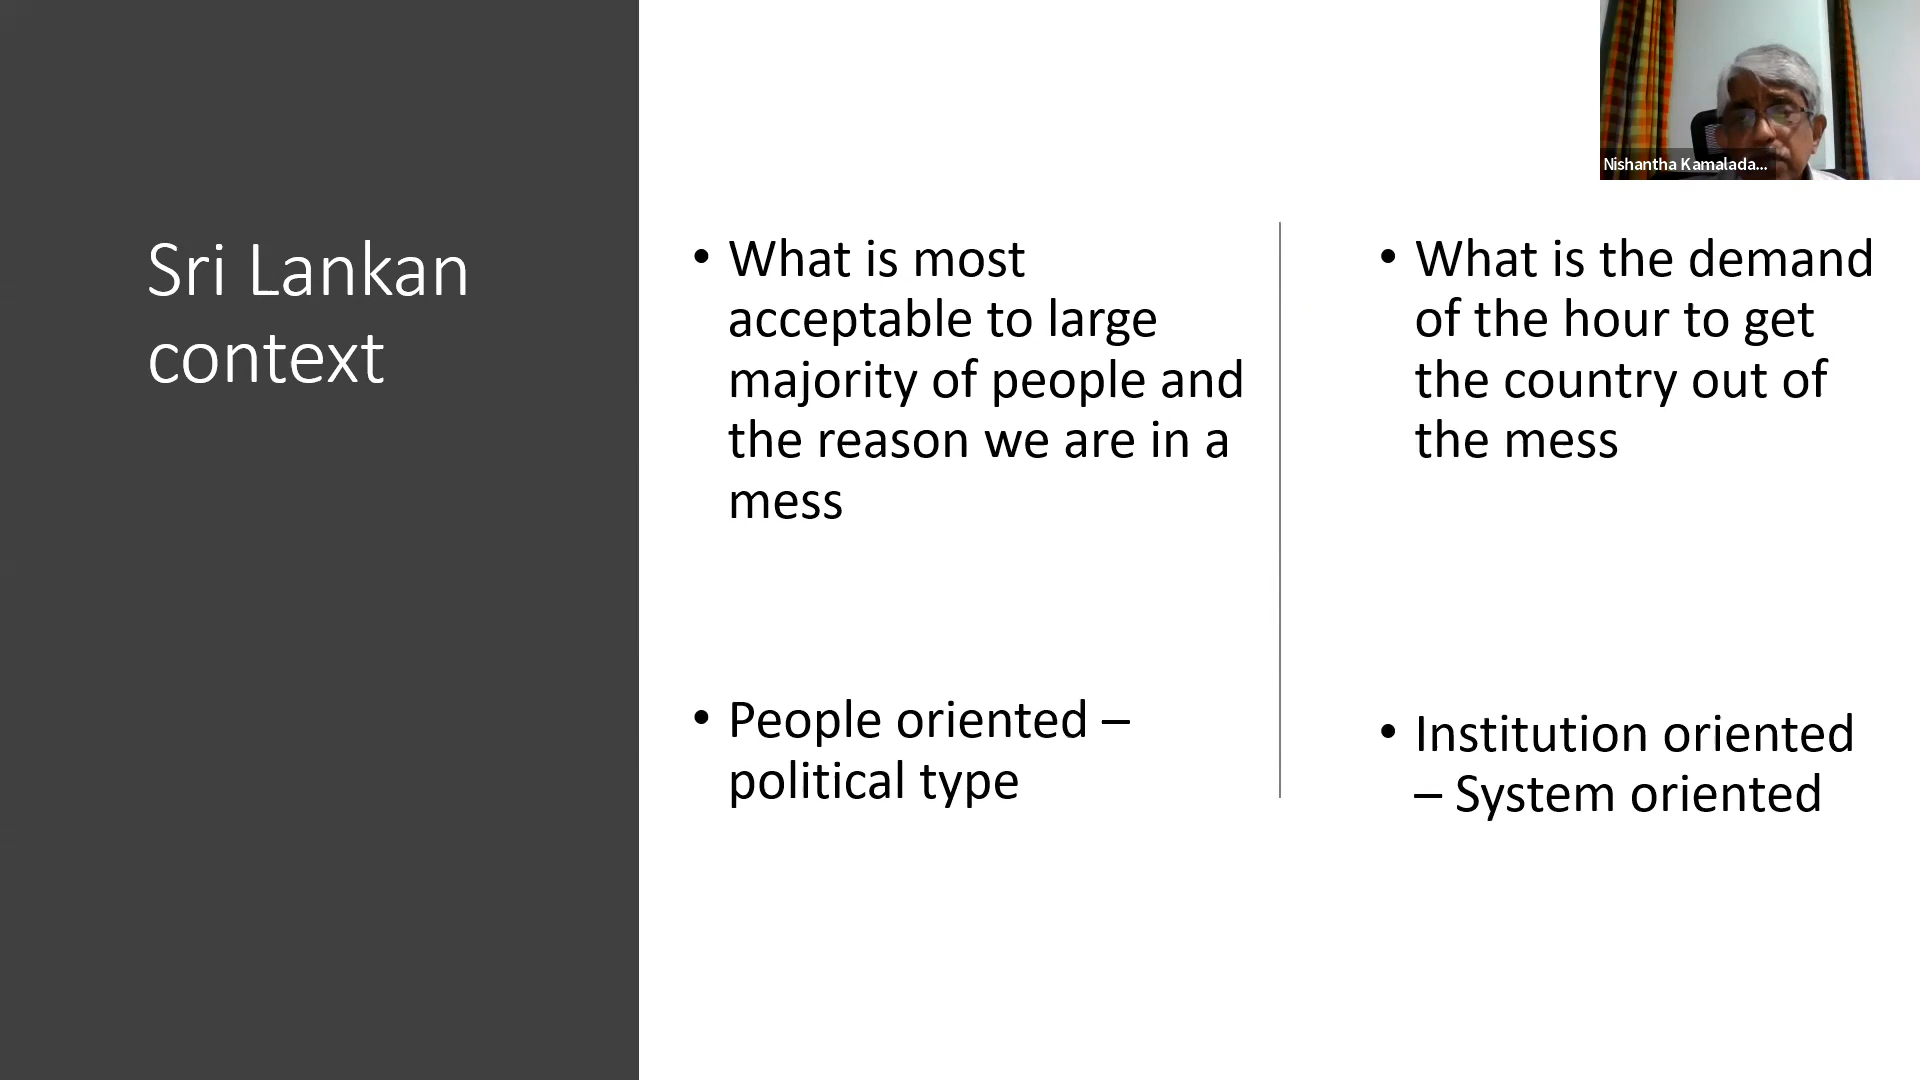 Sri Lankan
context
• What is most
acceptable to large
majority of people and
the reason we are in a
mess
• People oriented –
political type
• What is the demand
of the hour to get
the country out of
the mess
• Institution oriented
– System oriented
Nishantha Kamalada...